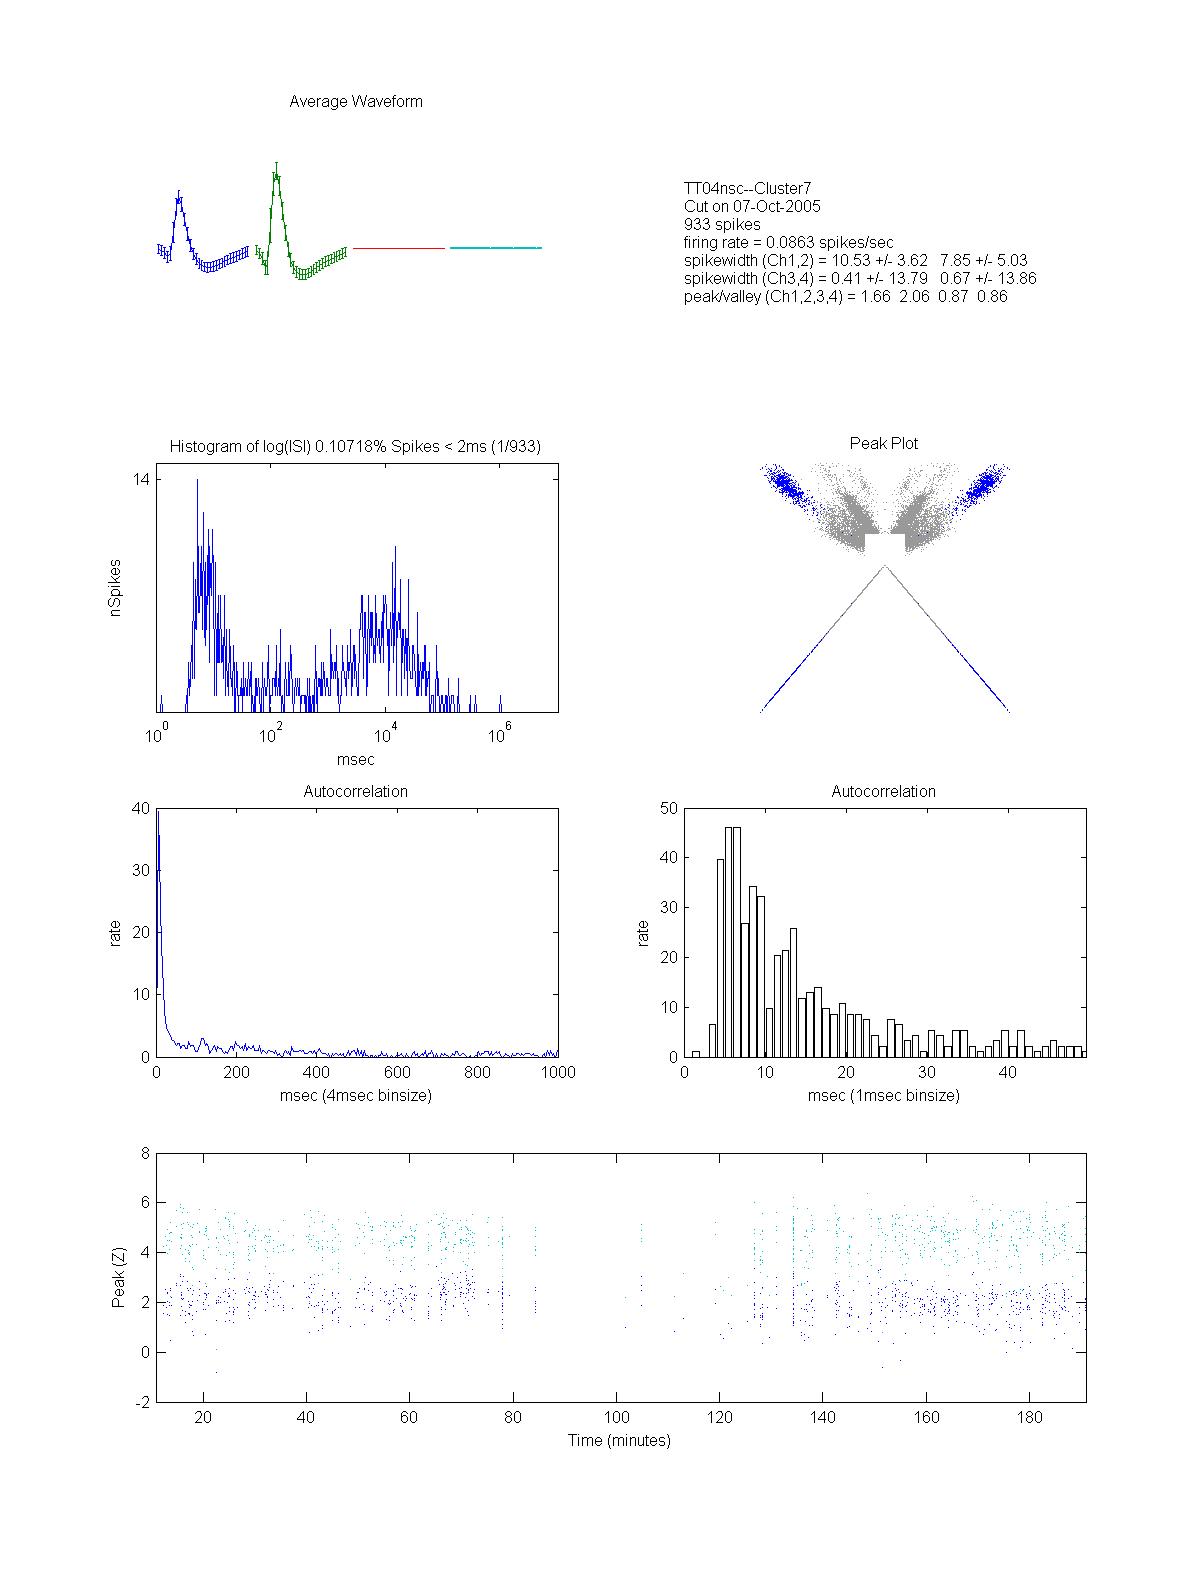 Average Waveform
TT04nsc--Cluster7
Cut on 07-Oct-2005
933 spikes
firing rate = 0.0863 spikes/sec
spikewidth (Ch1,2) = 10.53 +/- 3.62   7.85 +/- 5.03
spikewidth (Ch3,4) = 0.41 +/- 13.79   0.67 +/- 13.86
peak/valley (Ch1,2,3,4) = 1.66  2.06  0.87  0.86
Histogram of log(ISI) 0.10718% Spikes < 2ms (1/933)
14
nSpikes
10^0 10^2 10^4 10^6
msec
Peak Plot
Autocorrelation
40
30
20
10
0
rate
0 200 400 600 800 1000
msec (4msec binsize)
Autocorrelation
50
40
30
20
10
0
rate
0 10 20 30 40
msec (1msec binsize)
8
6
4
2
0
-2
Peak (Z)
20 40 60 80 100 120 140 160 180
Time (minutes)